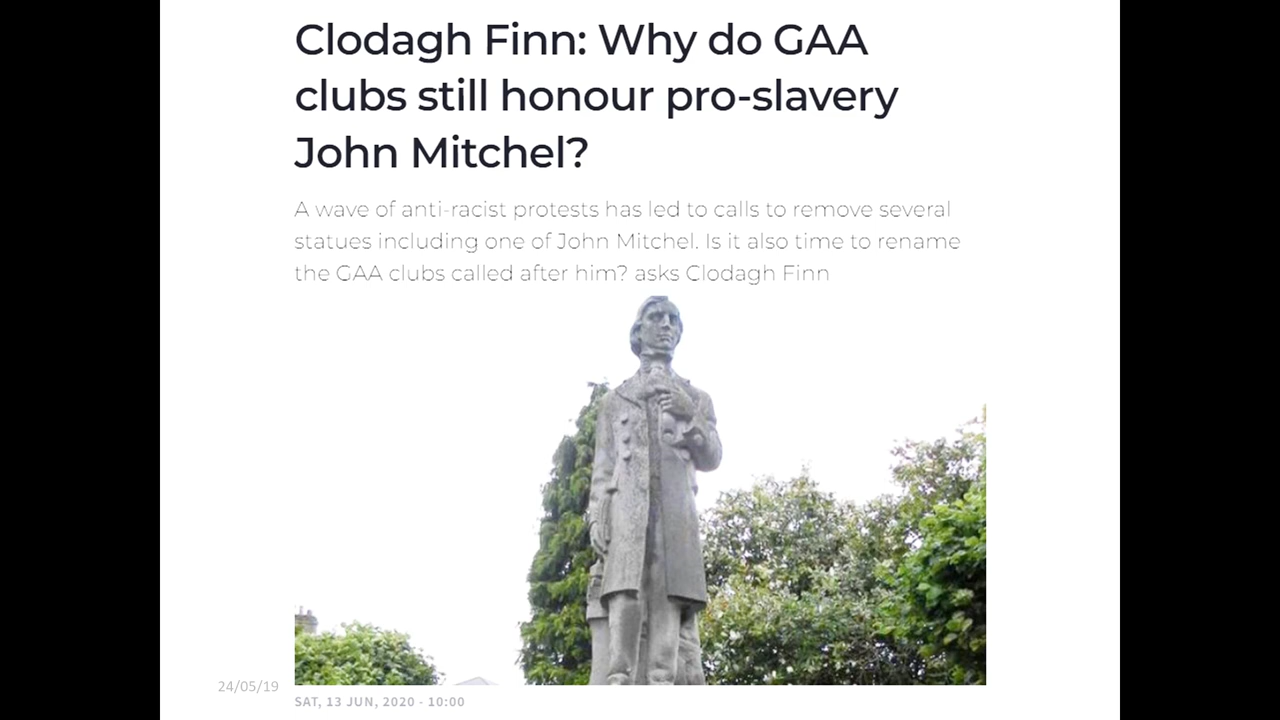 Clodagh Finn: Why do GAA
clubs still honour pro-slavery
John Mitchel?
A wave of anti-racist protests has led to calls to remove several
statues including one of John Mitchel. Is it also time to rename
the GAA clubs called after him? asks Clodagh Finn
24/05/19
SAT, 13 JUN, 2020 - 10:00